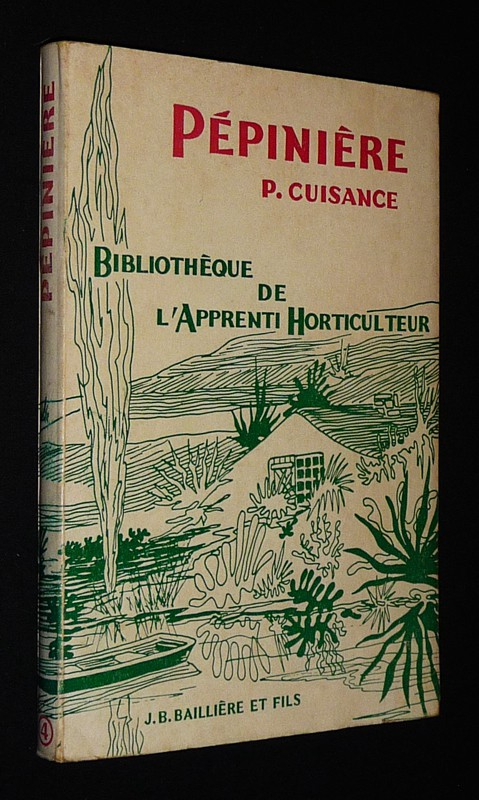 PÉPINIÈRE
PÉPINIÈRE
P. CUISANCE
BIBLIOTHÈQUE
DE
L'APPRENTI HORTICULTEUR
J.B. BAILLIÈRE ET FILS
4